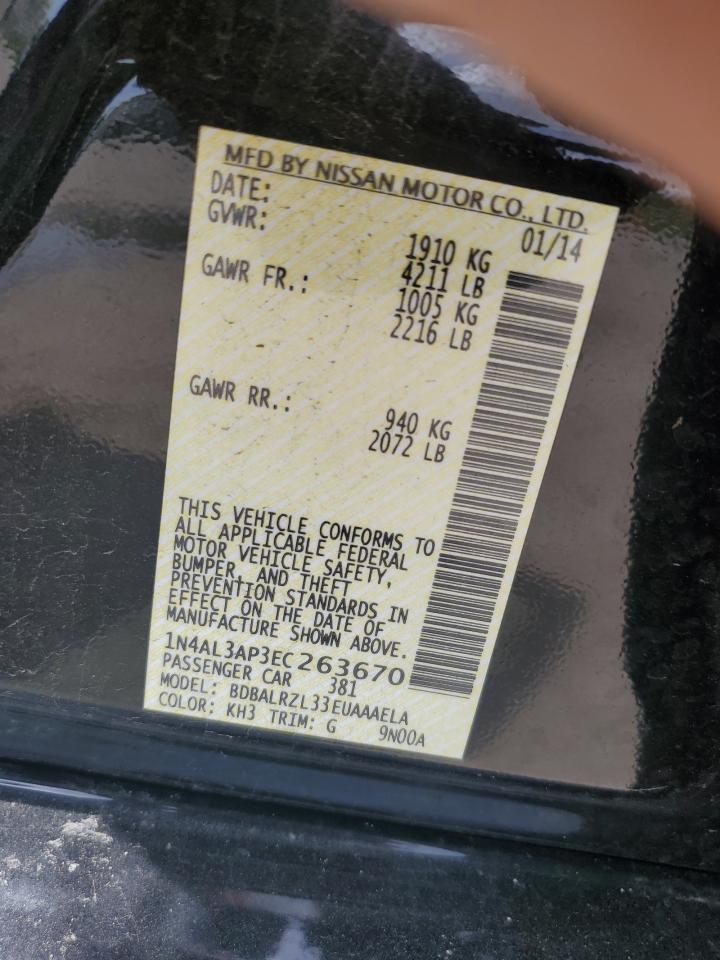 MFD BY NISSAN MOTOR CO., LTD.
DATE: 01/14
GVWR: 1910 KG
4211 LB
GAWR FR.: 1005 KG
2216 LB
GAWR RR.: 940 KG
2072 LB
THIS VEHICLE CONFORMS TO
ALL APPLICABLE FEDERAL
MOTOR VEHICLE SAFETY,
BUMPER, AND THEFT
PREVENTION STANDARDS IN
EFFECT ON THE DATE OF
MANUFACTURE SHOWN ABOVE.
1N4AL3AP3EC263670
PASSENGER CAR 381
MODEL: BDBALRZL33EUAAAELA
COLOR: KH3 TRIM: G 9N00A